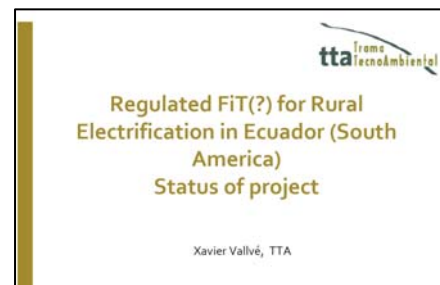 Trama
tta TecnoAmbiental
Regulated FiT(?) for Rural
Electrification in Ecuador (South
America)
Status of project
Xavier Vallvé, TTA